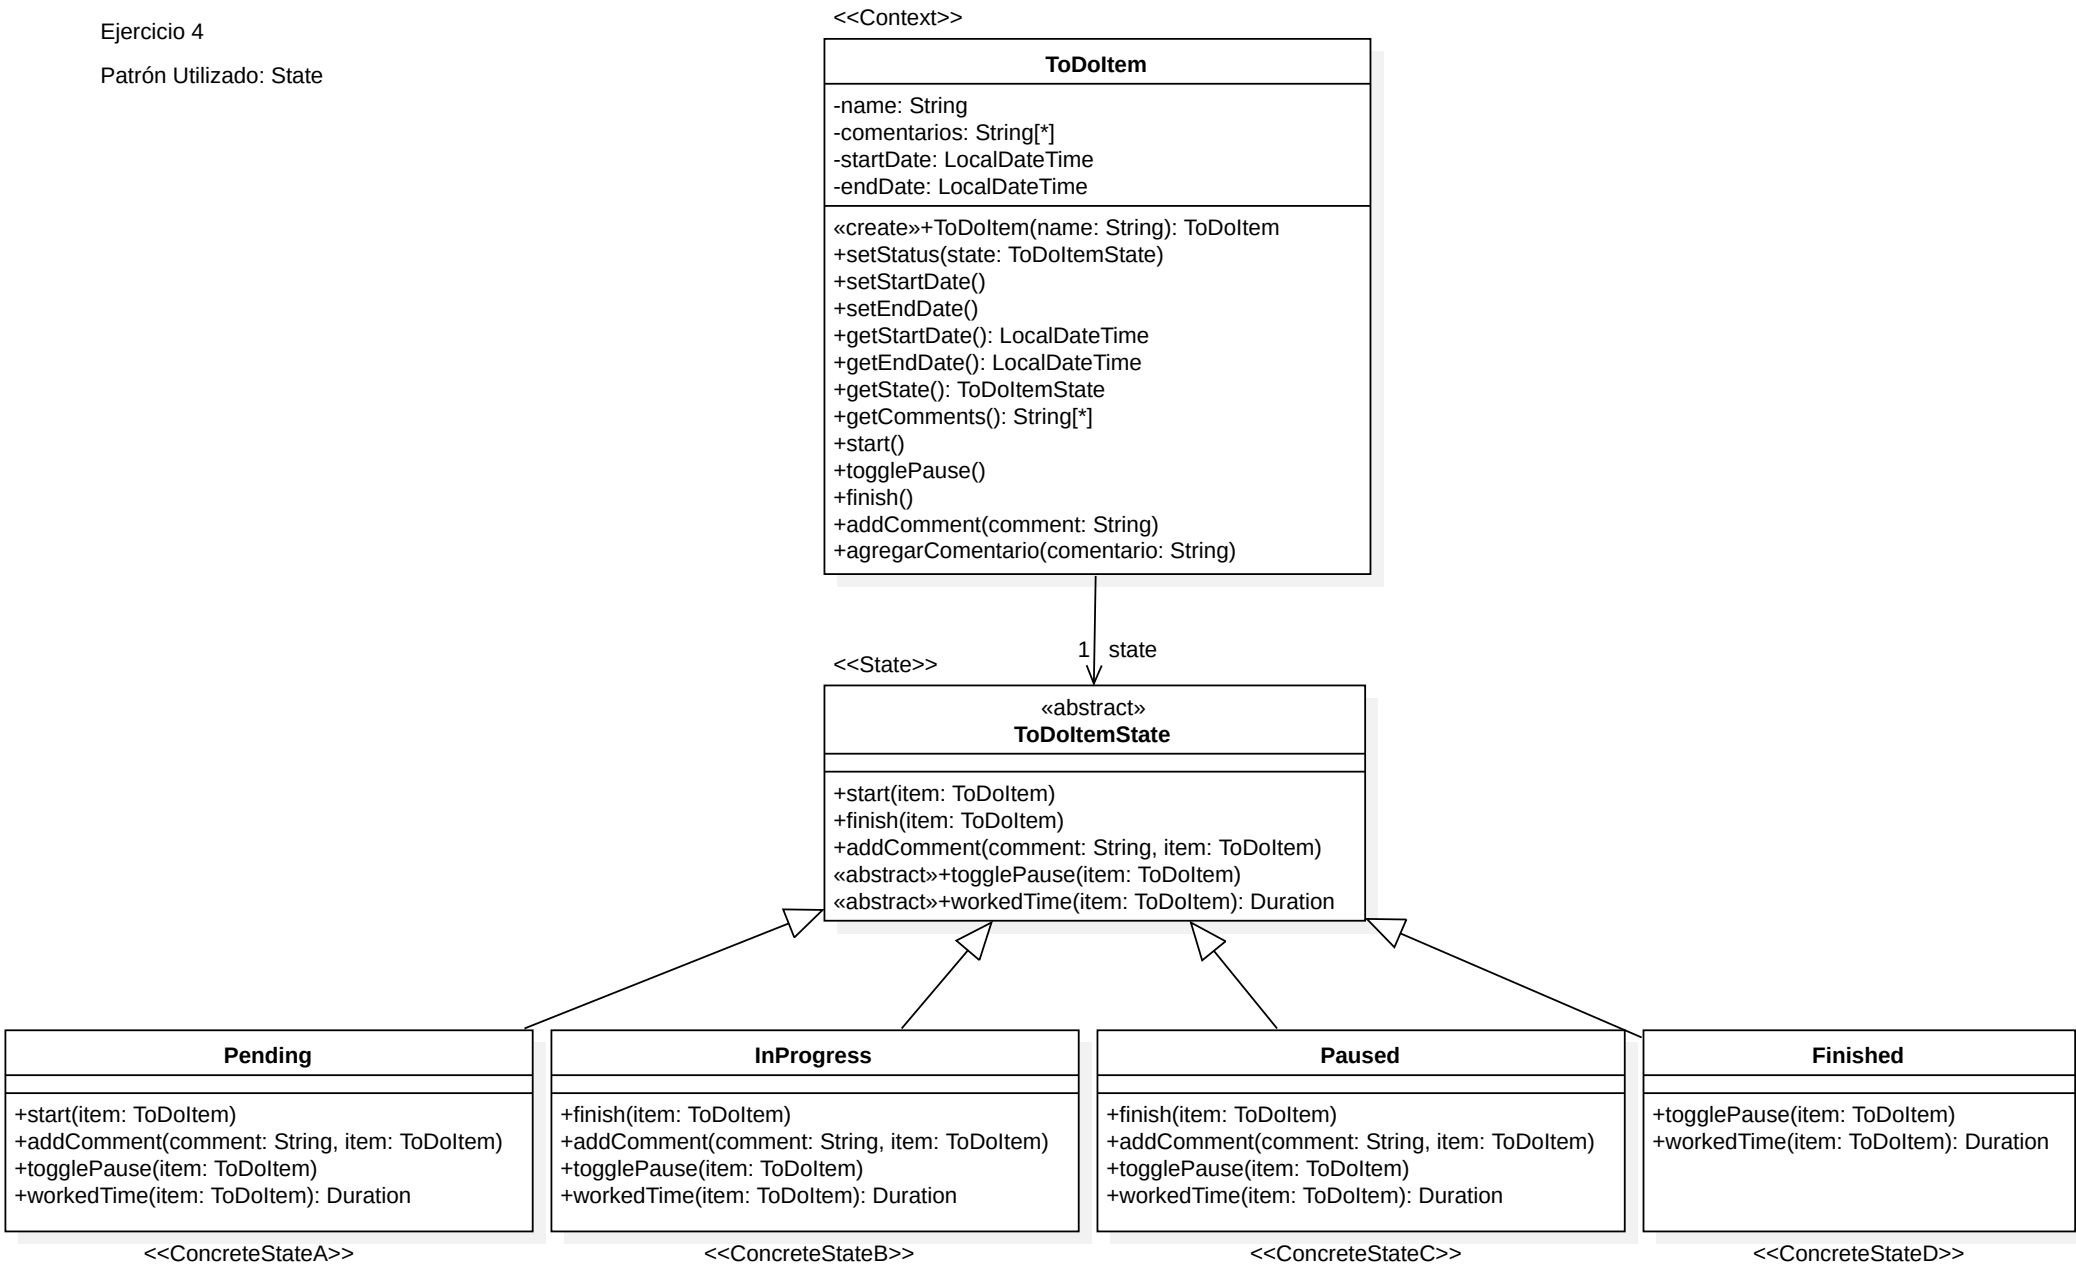 Ejercicio 4
Patrón Utilizado: State
<<Context>>
ToDoItem
-name: String
-comentarios: String[*]
-startDate: LocalDateTime
-endDate: LocalDateTime
«create»+ToDoItem(name: String): ToDoItem
+setStatus(state: ToDoItemState)
+setStartDate()
+setEndDate()
+getStartDate(): LocalDateTime
+getEndDate(): LocalDateTime
+getState(): ToDoItemState
+getComments(): String[*]
+start()
+togglePause()
+finish()
+addComment(comment: String)
+agregarComentario(comentario: String)
1 state
<<State>>
«abstract»
ToDoItemState
+start(item: ToDoItem)
+finish(item: ToDoItem)
+addComment(comment: String, item: ToDoItem)
«abstract»+togglePause(item: ToDoItem)
«abstract»+workedTime(item: ToDoItem): Duration
Pending
+start(item: ToDoItem)
+addComment(comment: String, item: ToDoItem)
+togglePause(item: ToDoItem)
+workedTime(item: ToDoItem): Duration
<<ConcreteStateA>>
InProgress
+finish(item: ToDoItem)
+addComment(comment: String, item: ToDoItem)
+togglePause(item: ToDoItem)
+workedTime(item: ToDoItem): Duration
<<ConcreteStateB>>
Paused
+finish(item: ToDoItem)
+addComment(comment: String, item: ToDoItem)
+togglePause(item: ToDoItem)
+workedTime(item: ToDoItem): Duration
<<ConcreteStateC>>
Finished
+togglePause(item: ToDoItem)
+workedTime(item: ToDoItem): Duration
<<ConcreteStateD>>